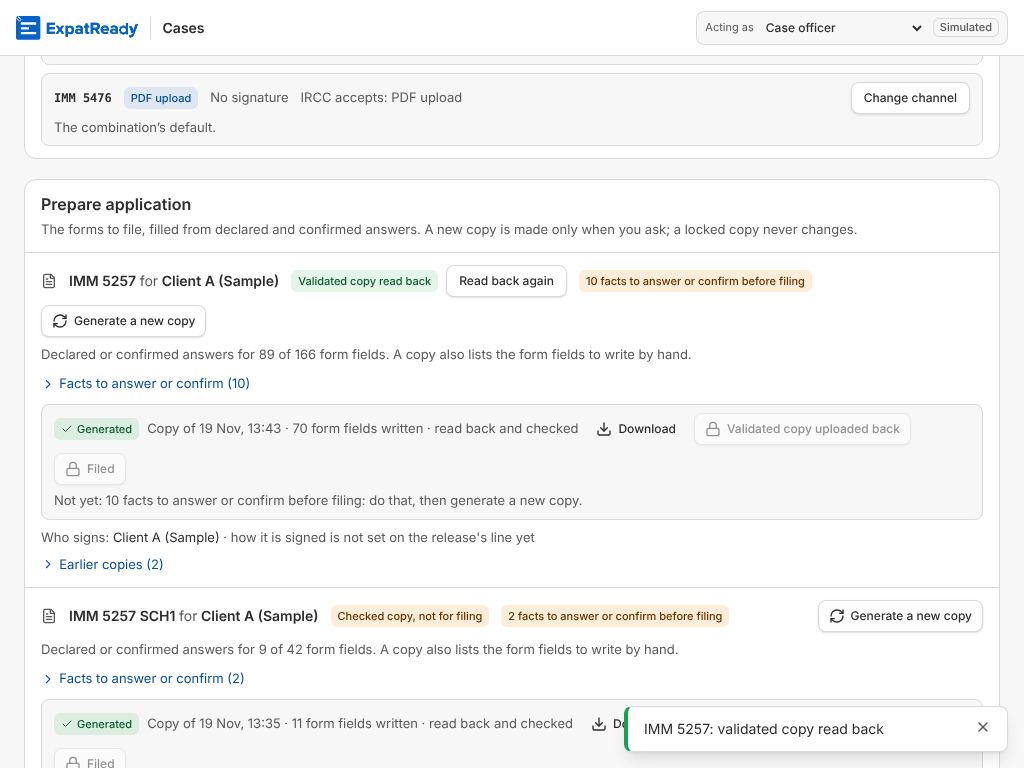 ExpatReady Cases Acting as Case officer Simulated
IMM 5476 PDF upload No signature IRCC accepts: PDF upload Change channel
The combination's default.
Prepare application
The forms to file, filled from declared and confirmed answers. A new copy is made only when you ask; a locked copy never changes.
IMM 5257 for Client A (Sample) Validated copy read back Read back again 10 facts to answer or confirm before filing
Generate a new copy
Declared or confirmed answers for 89 of 166 form fields. A copy also lists the form fields to write by hand.
Facts to answer or confirm (10)
Generated Copy of 19 Nov, 13:43 · 70 form fields written · read back and checked Download Validated copy uploaded back
Filed
Not yet: 10 facts to answer or confirm before filing: do that, then generate a new copy.
Who signs: Client A (Sample) · how it is signed is not set on the release's line yet
Earlier copies (2)
IMM 5257 SCH1 for Client A (Sample) Checked copy, not for filing 2 facts to answer or confirm before filing Generate a new copy
Declared or confirmed answers for 9 of 42 form fields. A copy also lists the form fields to write by hand.
Facts to answer or confirm (2)
Generated Copy of 19 Nov, 13:35 · 11 form fields written · read back and checked
IMM 5257: validated copy read back
Filed